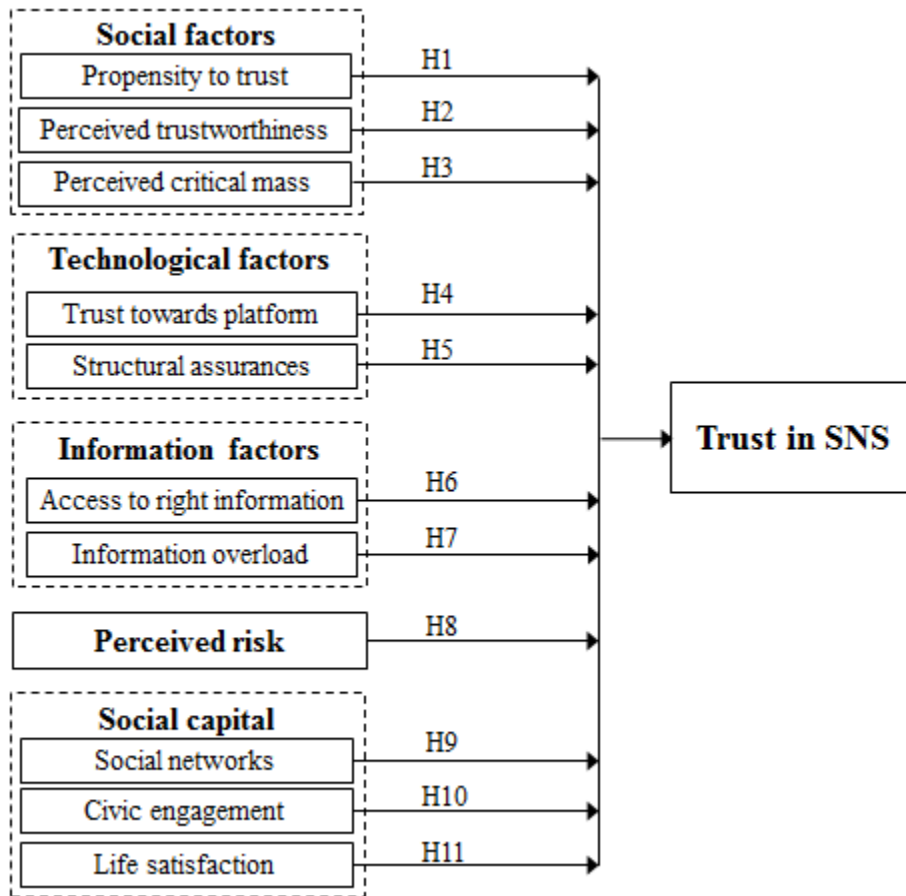 Social factors
Propensity to trust
H1
Perceived trustworthiness
H2
Perceived critical mass
H3
Technological factors
Trust towards platform
H4
Structural assurances
H5
Information factors
Access to right information
H6
Information overload
H7
Perceived risk
H8
Social capital
Social networks
H9
Civic engagement
H10
Life satisfaction
H11
Trust in SNS